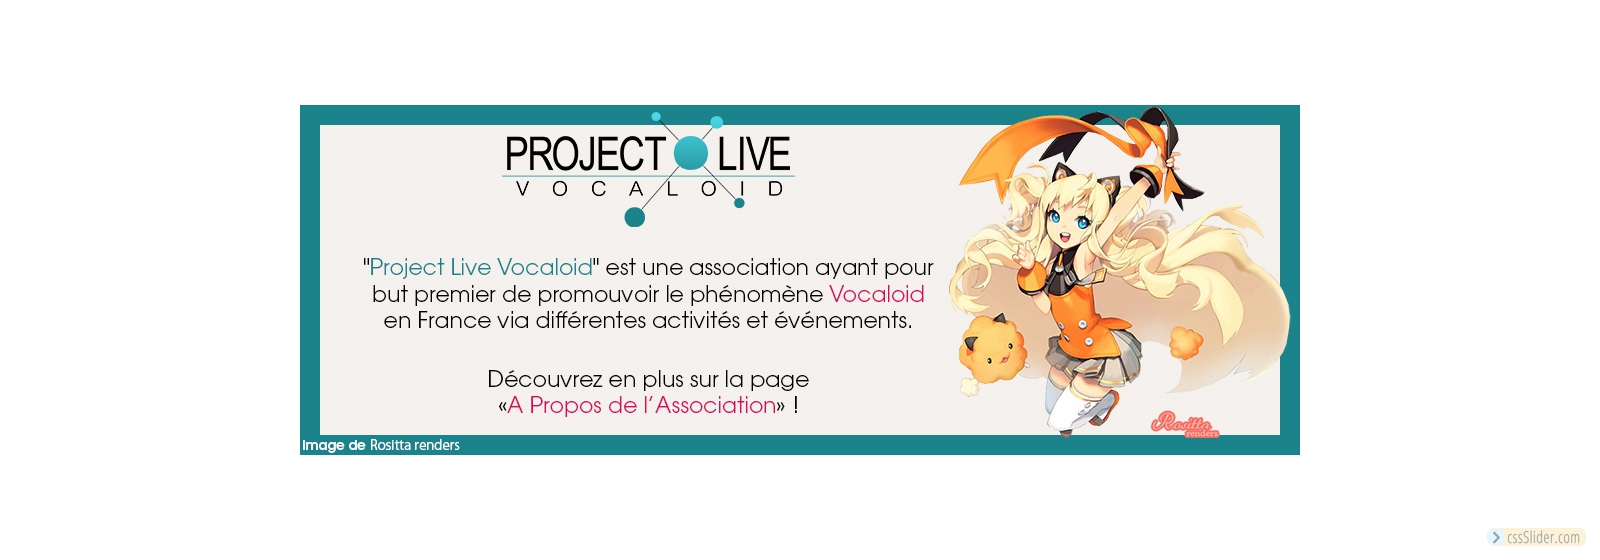 PROJECT LIVE
VOCALOID
"Project Live Vocaloid" est une association ayant pour
but premier de promouvoir le phénomène Vocaloid
en France via différentes activités et événements.
Découvrez en plus sur la page
«A Propos de l’Association» !
Rositta
renders
Image de Rositta renders
cssSlider.com